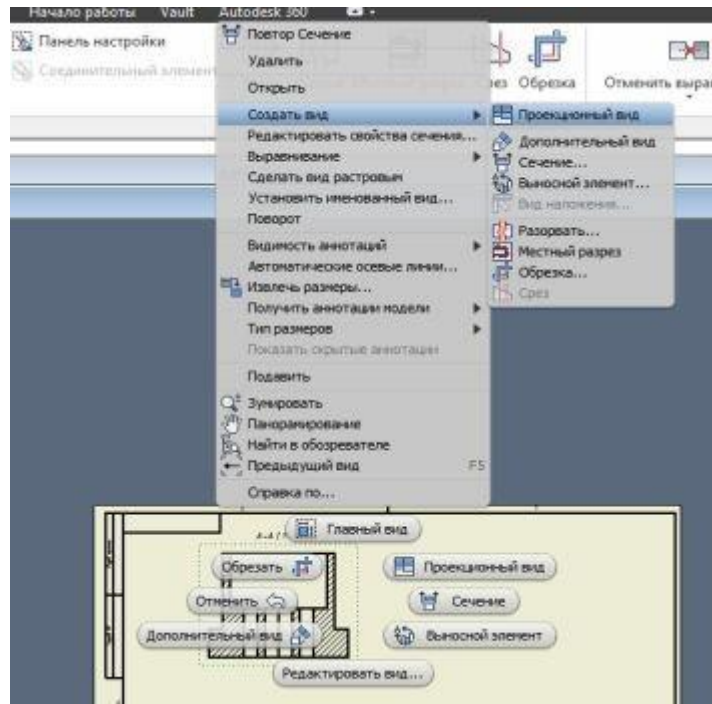 Начало работы Vault Autodesk 360
Панель настройки
Соединительный элемент
Срез Обрезка
Повтор Сечение
Удалить
Открыть
Создать вид
Редактировать свойства сечения...
Выравнивание
Сделать вид растровым
Установить именованный вид...
Поворот
Видимость аннотаций
Автоматические осевые линии...
Извлечь размеры...
Получить аннотации модели
Тип размеров
Показать скрытые аннотации
Подавить
Зумировать
Панорамирование
Найти в обозревателе
Предыдущий вид F5
Справка по...
Проекционный вид
Дополнительный вид
Сечение...
Выносной элемент...
Вид наложения...
Разорвать...
Местный разрез
Обрезка...
Срез
Отменить выра
Главный вид
Обрезать
Проекционный вид
Отменить
Сечение
Дополнительный вид
Выносной элемент
Редактировать вид...